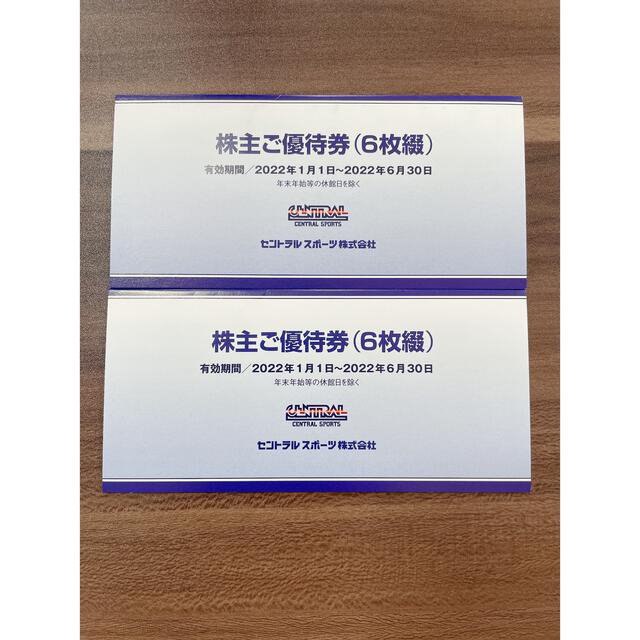 株主ご優待券(6枚綴)
有効期間/2022年1月1日~2022年6月30日
年末年始等の休館日を除く
CENTRAL
CENTRAL SPORTS
セントラルスポーツ株式会社
株主ご優待券(6枚綴)
有効期間/2022年1月1日~2022年6月30日
年末年始等の休館日を除く
CENTRAL
CENTRAL SPORTS
セントラルスポーツ株式会社